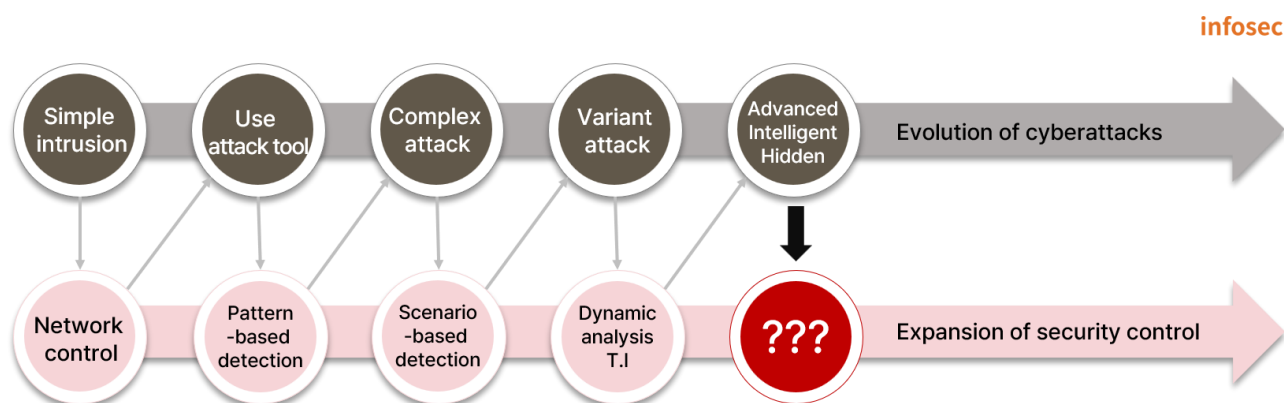 infosec
Simple
intrusion
Use
attack tool
Complex
attack
Variant
attack
Advanced
Intelligent
Hidden
Evolution of cyberattacks
Network
control
Pattern
-based
detection
Scenario
-based
detection
Dynamic
analysis
T.I
???
Expansion of security control